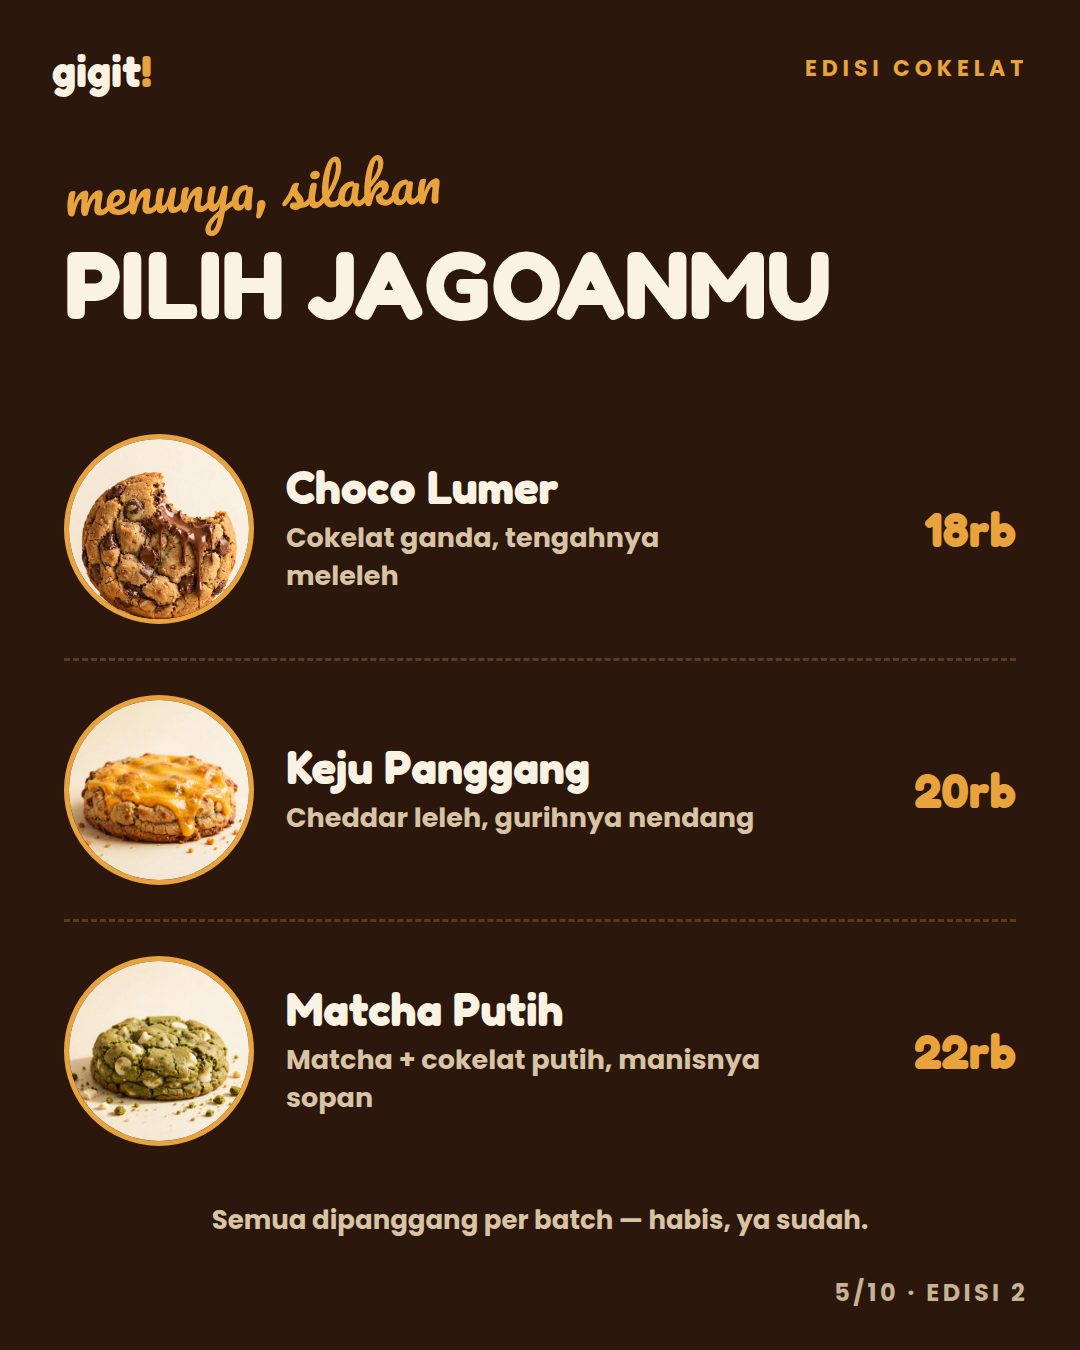 gigit!
EDISI COKELAT
menunya, silakan
PILIH JAGOANMU
Choco Lumer
Cokelat ganda, tengahnya
meleleh
18rb
Keju Panggang
Cheddar leleh, gurihnya nendang
20rb
Matcha Putih
Matcha + cokelat putih, manisnya
sopan
22rb
Semua dipanggang per batch — habis, ya sudah.
5/10 · EDISI 2